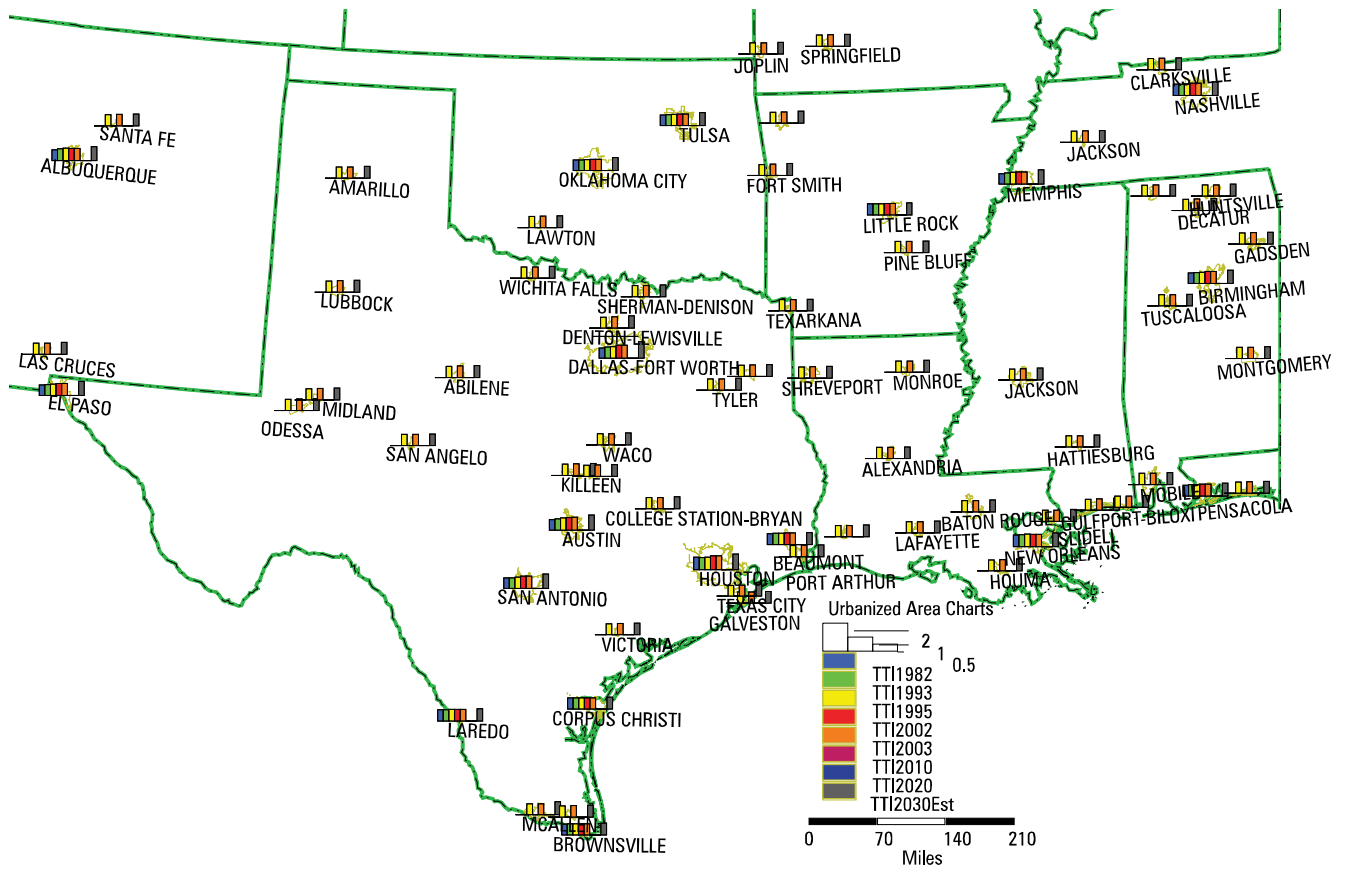 JOPLIN
SPRINGFIELD
CLARKSVILLE
NASHVILLE
SANTA FE
ALBUQUERQUE
TULSA
OKLAHOMA CITY
AMARILLO
FORT SMITH
JACKSON
MEMPHIS
HUNTSVILLE
DECATUR
LITTLE ROCK
LAWTON
PINE BLUFF
GADSDEN
WICHITA FALLS
BIRMINGHAM
LUBBOCK
SHERMAN-DENISON
TEXARKANA
TUSCALOOSA
DENTON-LEWISVILLE
LAS CRUCES
DALLAS-FORT WORTH
MONTGOMERY
ABILENE
TYLER
SHREVEPORT
MONROE
JACKSON
EL PASO
MIDLAND
ODESSA
SAN ANGELO
WACO
HATTIESBURG
ALEXANDRIA
KILLEEN
MOBILE
COLLEGE STATION-BRYAN
BATON ROUGE
GULFPORT-BILOXI
PENSACOLA
AUSTIN
LAFAYETTE
SLIDELL
NEW ORLEANS
BEAUMONT
HOUSTON
PORT ARTHUR
HOUMA
SAN ANTONIO
TEXAS CITY
GALVESTON
VICTORIA
CORPUS CHRISTI
LAREDO
MCALLEN
BROWNSVILLE
Urbanized Area Charts
2
1
0.5
TTI1982
TTI1993
TTI1995
TTI2002
TTI2003
TTI2010
TTI2020
TTI2030Est
0 70 140 210
Miles